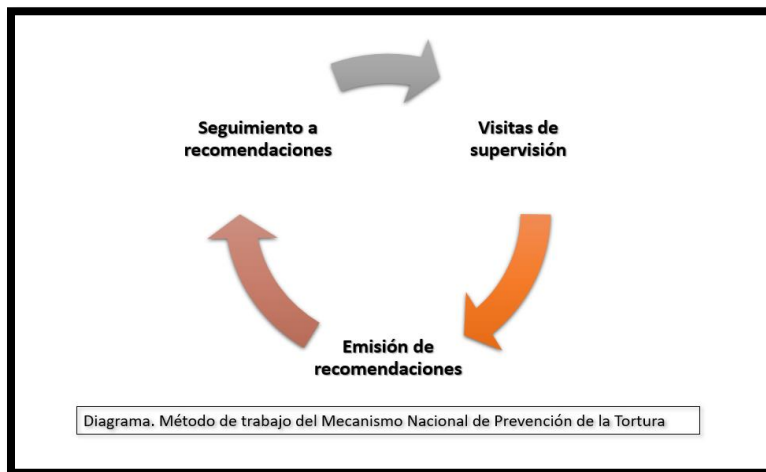 Seguimiento a
recomendaciones
Visitas de
supervisión
Emisión de
recomendaciones
Diagrama. Método de trabajo del Mecanismo Nacional de Prevención de la Tortura